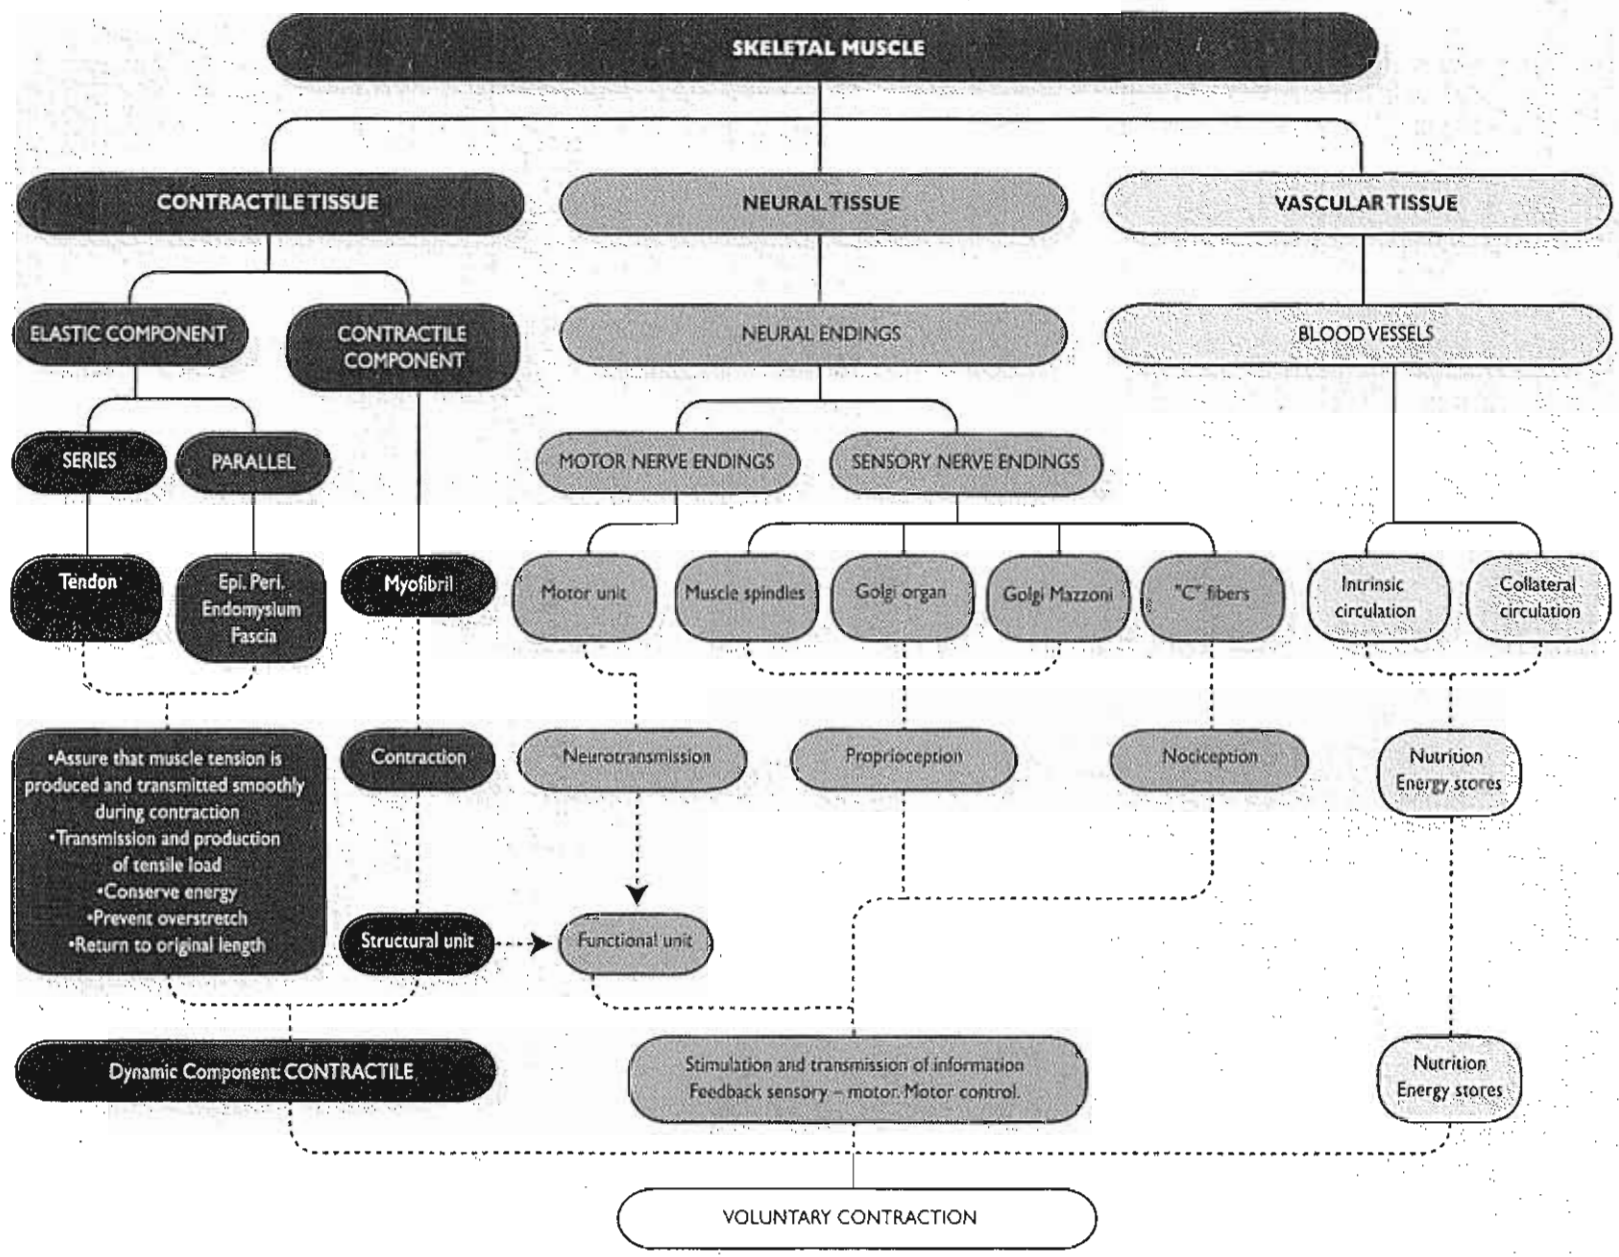 SKELETAL MUSCLE
CONTRACTILE TISSUE
NEURAL TISSUE
VASCULAR TISSUE
ELASTIC COMPONENT
CONTRACTILE
COMPONENT
NEURAL ENDINGS
BLOOD VESSELS
SERIES
PARALLEL
MOTOR NERVE ENDINGS
SENSORY NERVE ENDINGS
Tendon
Epi. Peri.
Endomysium
Fascia
Myofibril
Motor unit
Muscle spindles
Golgi organ
Golgi Mazzoni
"C" fibers
Intrinsic
circulation
Collateral
circulation
•Assure that muscle tension is
produced and transmitted smoothly
during contraction
•Transmission and production
of tensile load
•Conserve energy
•Prevent overstretch
•Return to original length
Contraction
Neurotransmission
Proprioception
Nociception
Nutrition
Energy stores
Structural unit
Functional unit
Dynamic Component: CONTRACTILE
Stimulation and transmission of information
Feedback sensory – motor. Motor control.
Nutrition
Energy stores
VOLUNTARY CONTRACTION